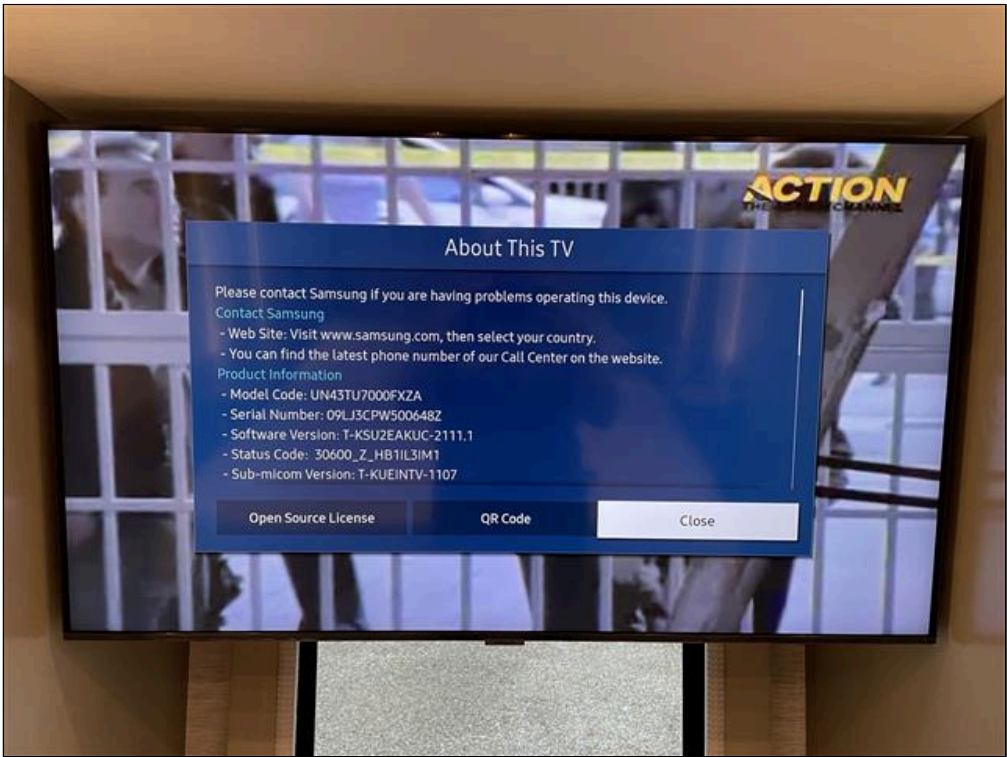 ACTION
THE ACTION CHANNEL
About This TV
Please contact Samsung if you are having problems operating this device.
Contact Samsung
- Web Site: Visit www.samsung.com, then select your country.
- You can find the latest phone number of our Call Center on the website.
Product Information
- Model Code: UN43TU7000FXZA
- Serial Number: 09LJ3CPW500648Z
- Software Version: T-KSU2EAKUC-2111.1
- Status Code: 30600_Z_HB1IL3IM1
- Sub-micom Version: T-KUEINTV-1107
Open Source License
QR Code
Close